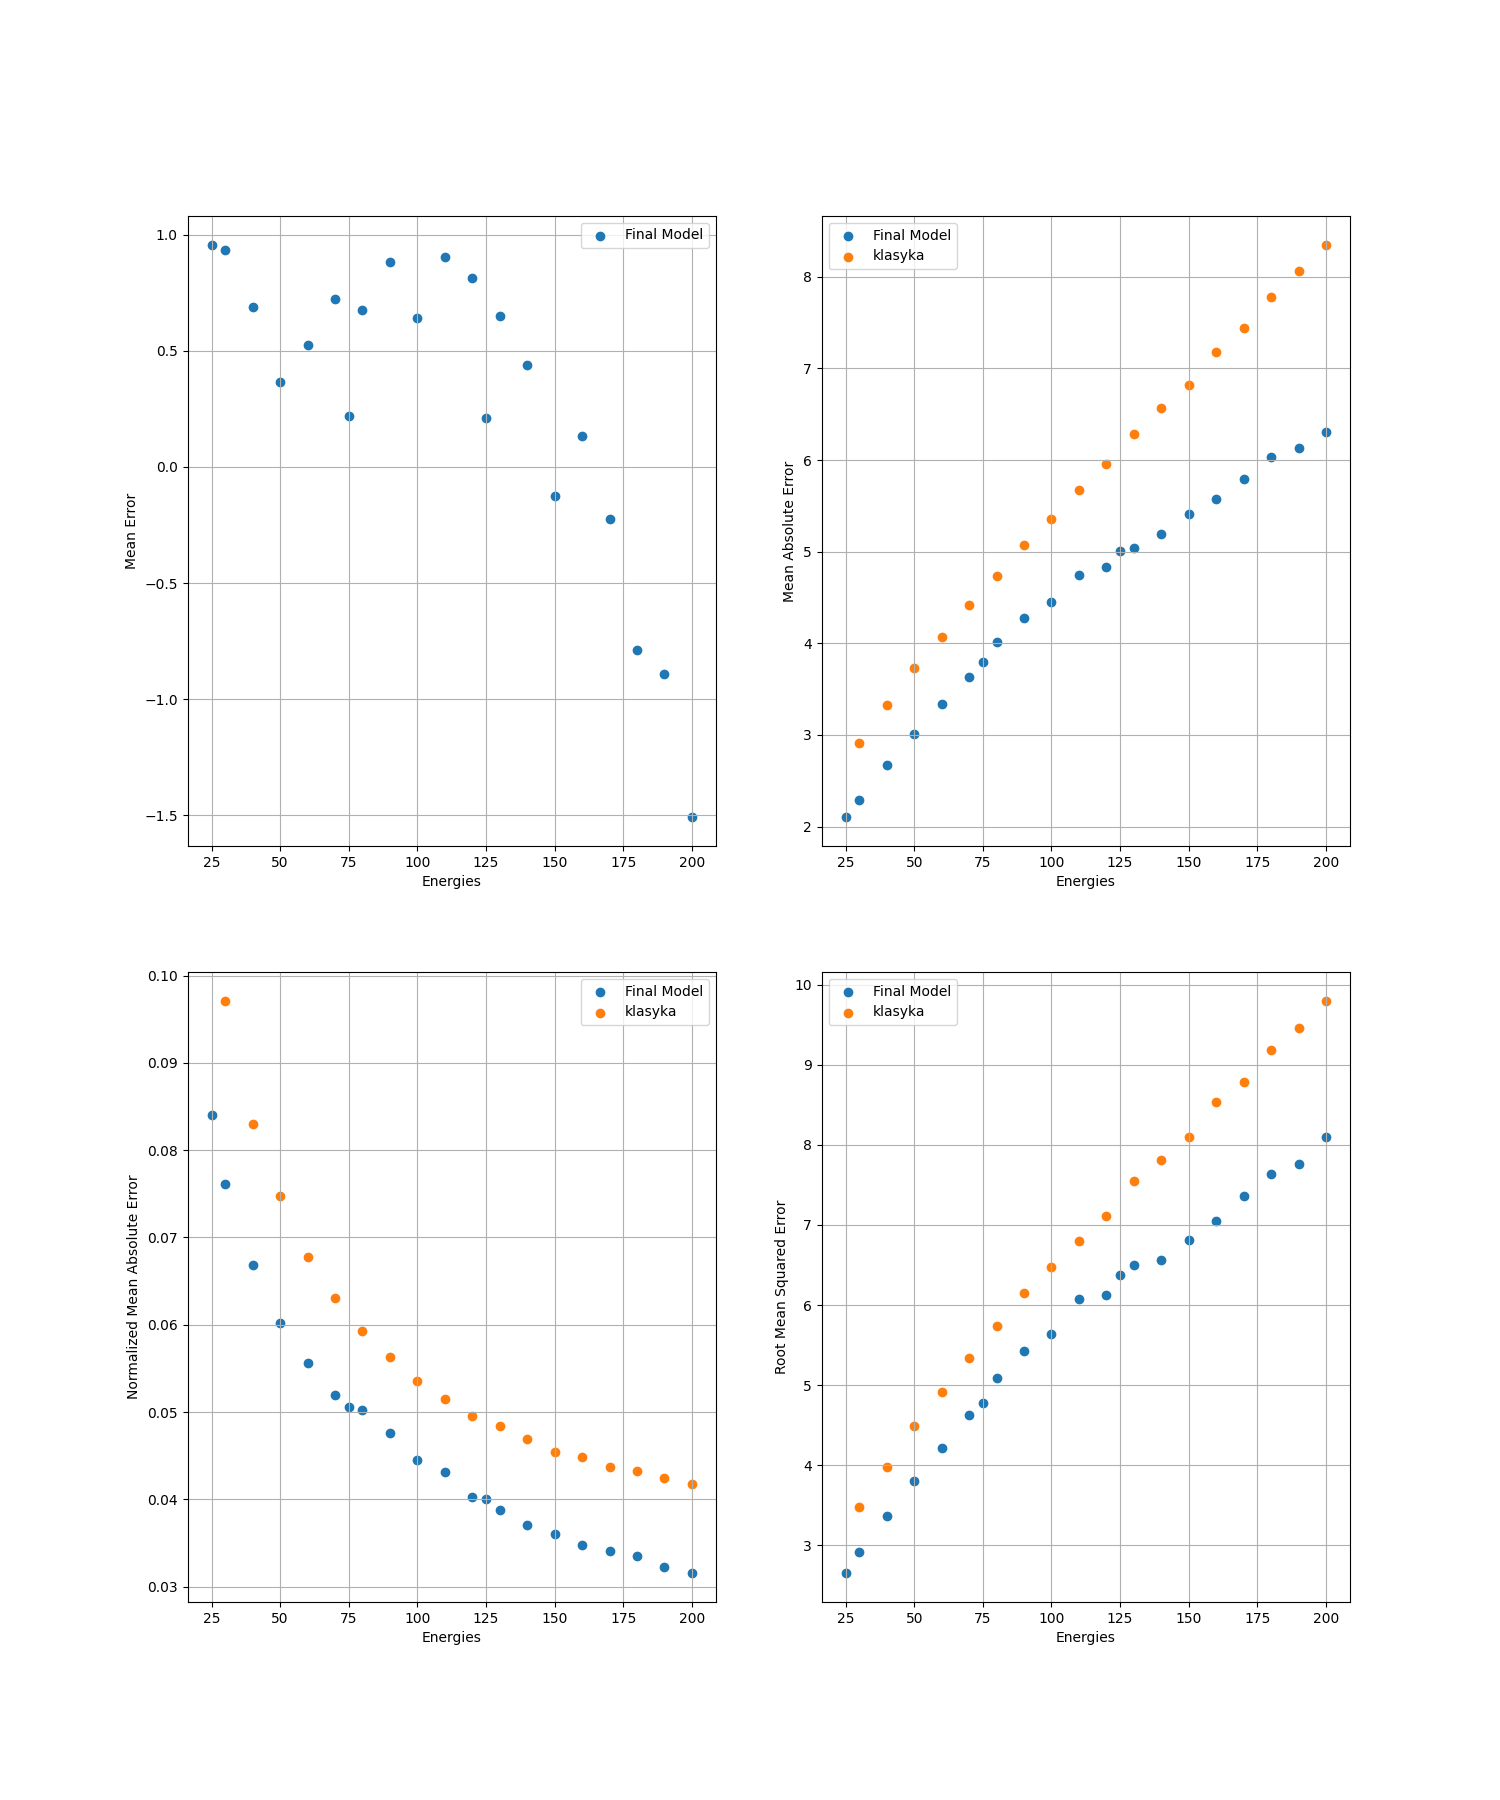 Final Model
1.0
0.5
0.0
−0.5
−1.0
−1.5
Mean Error
25 50 75 100 125 150 175 200
Energies
Final Model
klasyka
8
7
6
5
4
3
2
Mean Absolute Error
25 50 75 100 125 150 175 200
Energies
Final Model
klasyka
0.10
0.09
0.08
0.07
0.06
0.05
0.04
0.03
Normalized Mean Absolute Error
25 50 75 100 125 150 175 200
Energies
Final Model
klasyka
10
9
8
7
6
5
4
3
Root Mean Squared Error
25 50 75 100 125 150 175 200
Energies